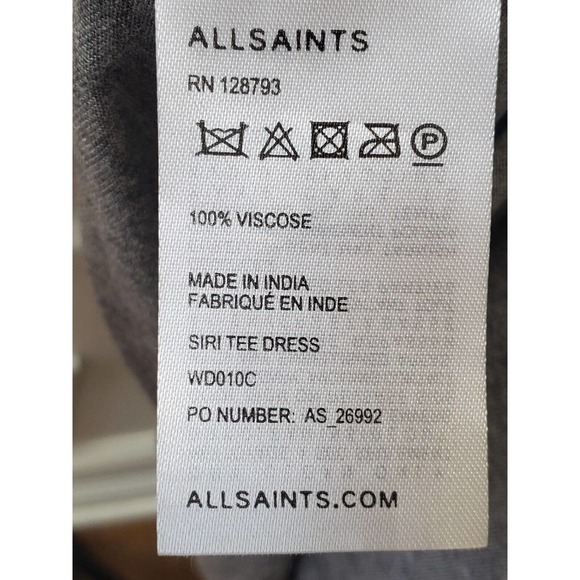 ALLSAINTS
RN 128793
P
100% VISCOSE
MADE IN INDIA
FABRIQUÉ EN INDE
SIRI TEE DRESS
WD010C
PO NUMBER: AS_26992
ALLSAINTS.COM